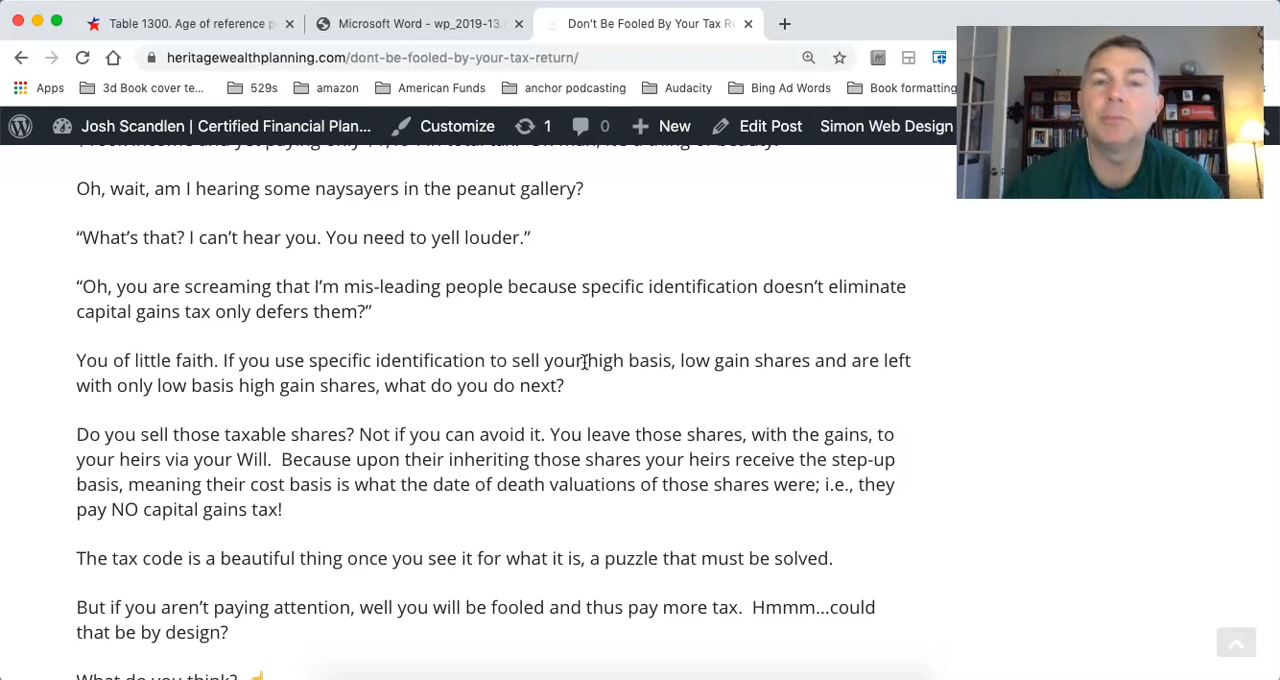 Table 1300. Age of reference p
Microsoft Word - wp_2019-13.
Don't Be Fooled By Your Tax Re
heritagewealthplanning.com/dont-be-fooled-by-your-tax-return/
Apps 3d Book cover te... 529s amazon American Funds anchor podcasting Audacity Bing Ad Words Book formatting
Josh Scandlen | Certified Financial Plan... Customize 1 0 New Edit Post Simon Web Design
Oh, wait, am I hearing some naysayers in the peanut gallery?
“What’s that? I can’t hear you. You need to yell louder.”
“Oh, you are screaming that I’m mis-leading people because specific identification doesn’t eliminate
capital gains tax only defers them?”
You of little faith. If you use specific identification to sell your high basis, low gain shares and are left
with only low basis high gain shares, what do you do next?
Do you sell those taxable shares? Not if you can avoid it. You leave those shares, with the gains, to
your heirs via your Will.  Because upon their inheriting those shares your heirs receive the step-up
basis, meaning their cost basis is what the date of death valuations of those shares were; i.e., they
pay NO capital gains tax!
The tax code is a beautiful thing once you see it for what it is, a puzzle that must be solved.
But if you aren’t paying attention, well you will be fooled and thus pay more tax.  Hmmm...could
that be by design?
What do you think?